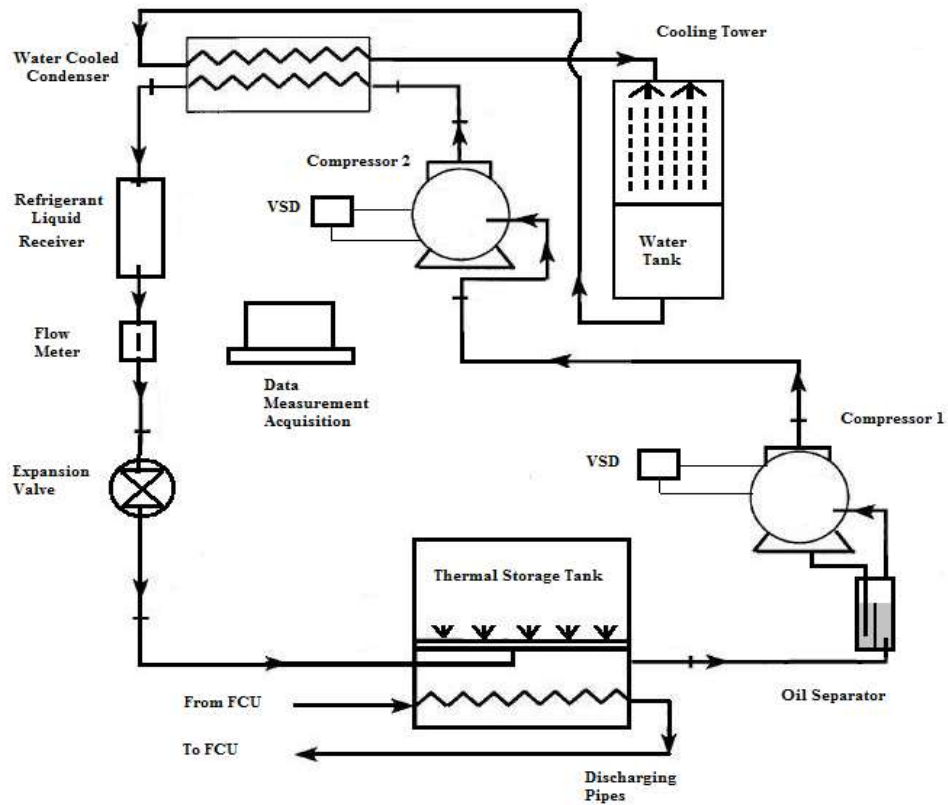 Cooling Tower
Water Cooled
Condenser
Compressor 2
Refrigerant
Liquid
Receiver
VSD
Water
Tank
Flow
Meter
Data
Measurement
Acquisition
Compressor 1
Expansion
Valve
VSD
Thermal Storage Tank
From FCU
Oil Separator
To FCU
Discharging
Pipes